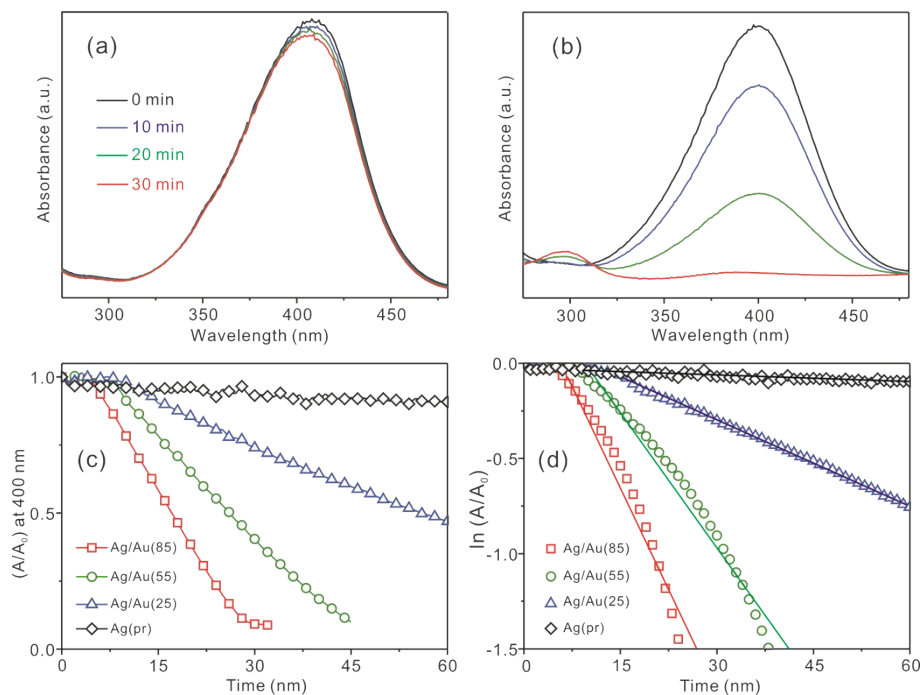 (a)
0 min
10 min
20 min
30 min
Absorbance (a.u.)
300 350 400 450
Wavelength (nm)
(b)
Absorbance (a.u.)
300 350 400 450
Wavelength (nm)
1.0
0.5
0.0
(A/A0) at 400 nm
(c)
Ag/Au(85)
Ag/Au(55)
Ag/Au(25)
Ag(pr)
0 15 30 45 60
Time (nm)
0.0
-0.5
-1.0
-1.5
ln (A/A0)
(d)
Ag/Au(85)
Ag/Au(55)
Ag/Au(25)
Ag(pr)
0 15 30 45 60
Time (nm)